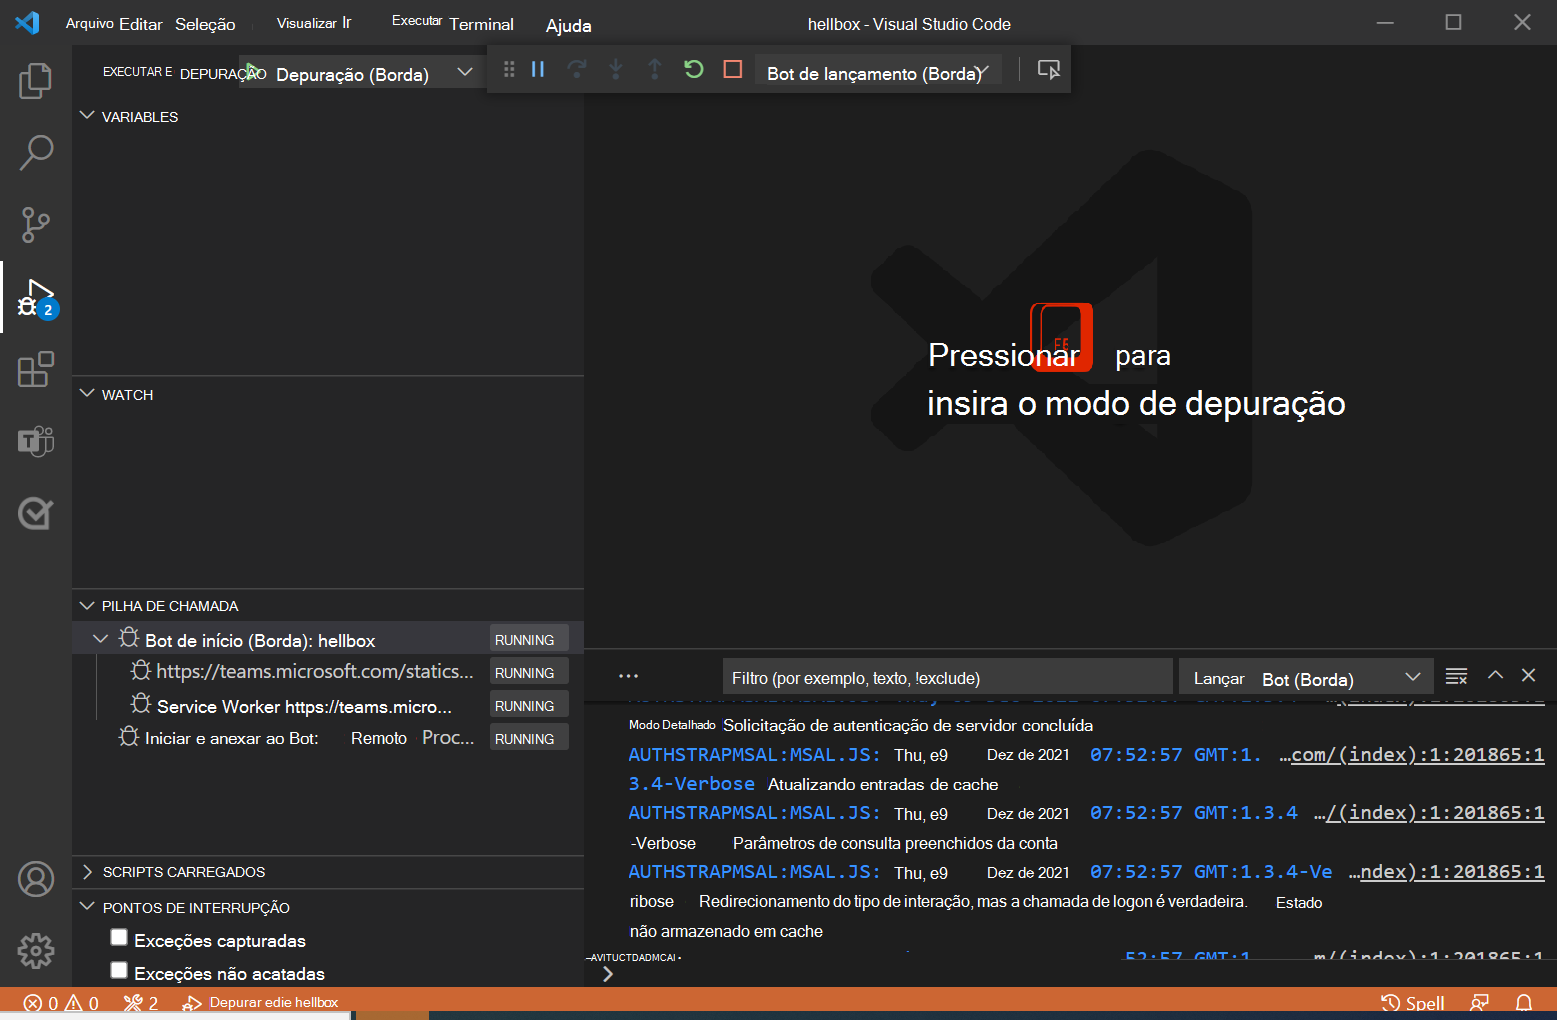 Arquivo Editar Seleção Visualizar Ir Executar Terminal Ajuda hellbox - Visual Studio Code
EXECUTAR E DEPURAÇÃO Depuração (Borda) Bot de lançamento (Borda)
VARIABLES
2
WATCH
F5
Pressionar para
insira o modo de depuração
PILHA DE CHAMADA
Bot de início (Borda): hellbox RUNNING
https://teams.microsoft.com/statics... RUNNING
Service Worker https://teams.micro... RUNNING
Iniciar e anexar ao Bot: Remoto Proc... RUNNING
SCRIPTS CARREGADOS
PONTOS DE INTERRUPÇÃO
Exceções capturadas
Exceções não acatadas
... Filtro (por exemplo, texto, !exclude) Lançar Bot (Borda)
Modo Detalhado Solicitação de autenticação de servidor concluída
AUTHSTRAPMSAL:MSAL.JS: Thu, e9 Dez de 2021 07:52:57 GMT:1. …com/(index):1:201865:1
3.4-Verbose Atualizando entradas de cache
AUTHSTRAPMSAL:MSAL.JS: Thu, e9 Dez de 2021 07:52:57 GMT:1.3.4 …/(index):1:201865:1
-Verbose Parâmetros de consulta preenchidos da conta
AUTHSTRAPMSAL:MSAL.JS: Thu, e9 Dez de 2021 07:52:57 GMT:1.3.4-Ve …ndex):1:201865:1
ribose Redirecionamento do tipo de interação, mas a chamada de logon é verdadeira. Estado
não armazenado em cache
0 0 2 Depurar edie hellbox Spell